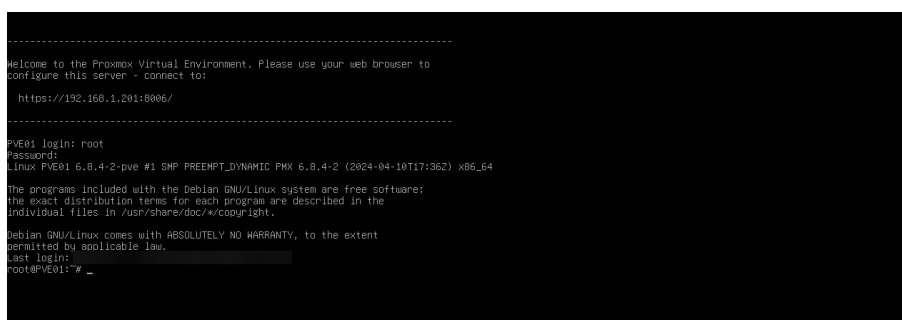 --------------------------------------------------------------------------------
Welcome to the Proxmox Virtual Environment. Please use your web browser to
configure this server - connect to:
https://192.168.1.201:8006/
--------------------------------------------------------------------------------
PVE01 login: root
Password:
Linux PVE01 6.8.4-2-pve #1 SMP PREEMPT_DYNAMIC PMX 6.8.4-2 (2024-04-10T17:36Z) x86_64
The programs included with the Debian GNU/Linux system are free software;
the exact distribution terms for each program are described in the
individual files in /usr/share/doc/*/copyright.
Debian GNU/Linux comes with ABSOLUTELY NO WARRANTY, to the extent
permitted by applicable law.
Last login:
root@PVE01:~# _